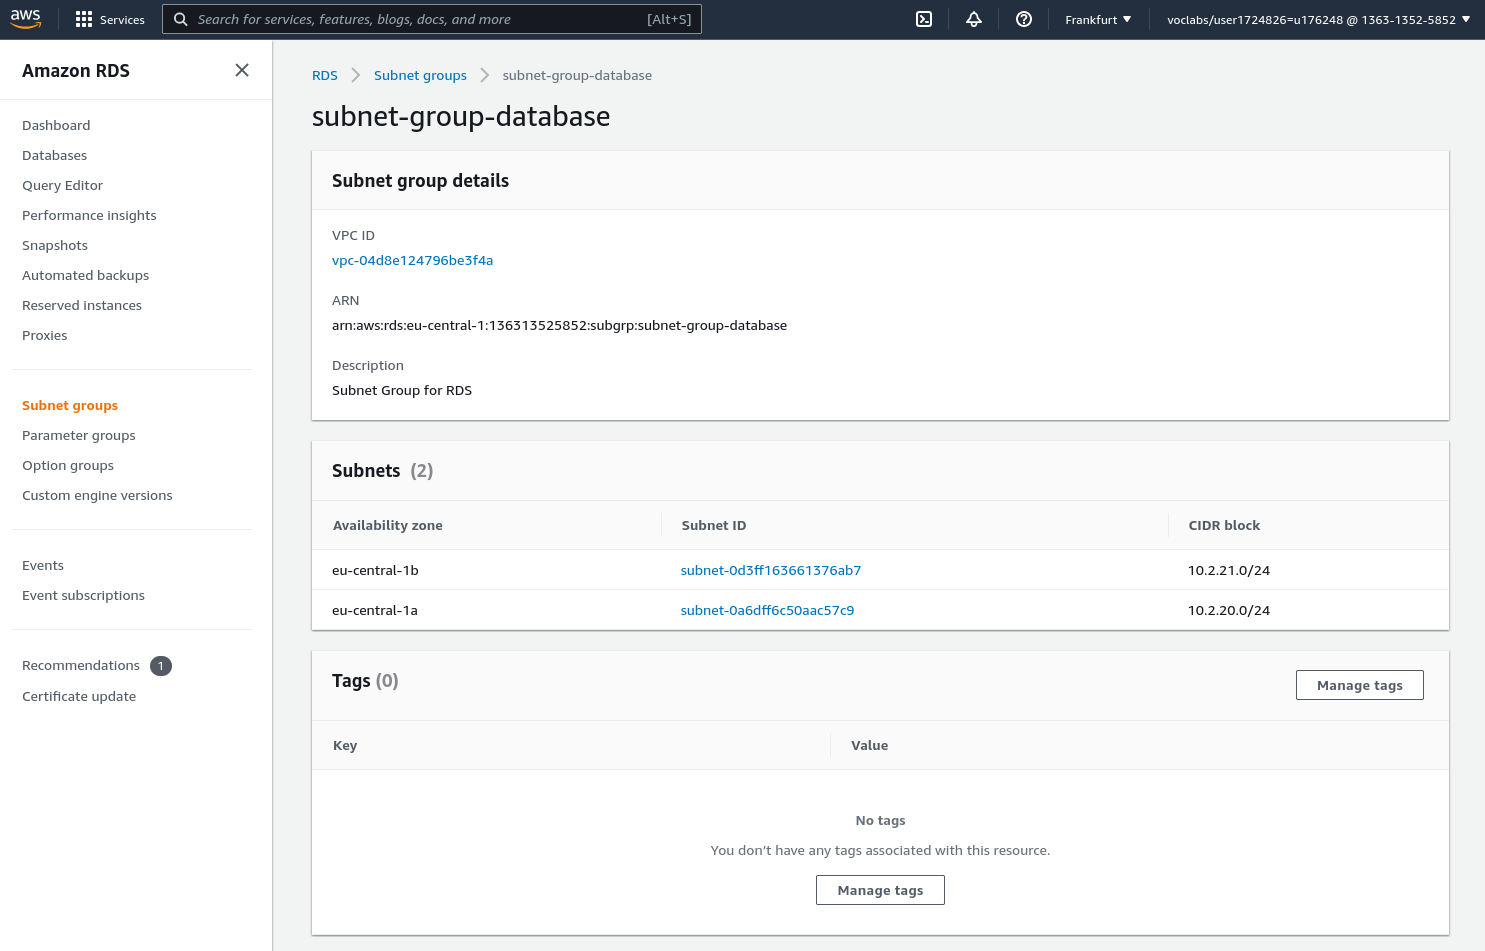 aws
Services
Search for services, features, blogs, docs, and more [Alt+S]
Frankfurt
voclabs/user1724826=u176248 @ 1363-1352-5852
Amazon RDS
Dashboard
Databases
Query Editor
Performance insights
Snapshots
Automated backups
Reserved instances
Proxies
Subnet groups
Parameter groups
Option groups
Custom engine versions
Events
Event subscriptions
Recommendations 1
Certificate update
RDS > Subnet groups > subnet-group-database
subnet-group-database
Subnet group details
VPC ID
vpc-04d8e124796be3f4a
ARN
arn:aws:rds:eu-central-1:136313525852:subgrp:subnet-group-database
Description
Subnet Group for RDS
Subnets (2)
Availability zone Subnet ID CIDR block
eu-central-1b subnet-0d3ff163661376ab7 10.2.21.0/24
eu-central-1a subnet-0a6dff6c50aac57c9 10.2.20.0/24
Tags (0)
Manage tags
Key Value
No tags
You don’t have any tags associated with this resource.
Manage tags